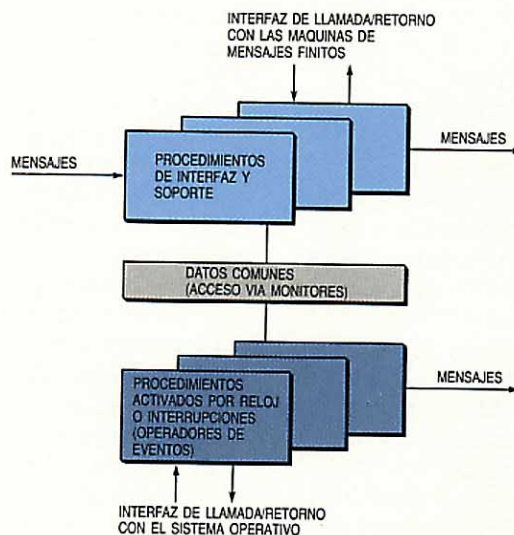 INTERFAZ DE LLAMADA/RETORNO
CON LAS MAQUINAS DE
MENSAJES FINITOS
MENSAJES
MENSAJES
PROCEDIMIENTOS
DE INTERFAZ Y
SOPORTE
DATOS COMUNES
(ACCESO VIA MONITORES)
PROCEDIMIENTOS
ACTIVADOS POR RELOJ
O INTERRUPCIONES
(OPERADORES DE
EVENTOS)
MENSAJES
INTERFAZ DE LLAMADA/RETORNO
CON EL SISTEMA OPERATIVO